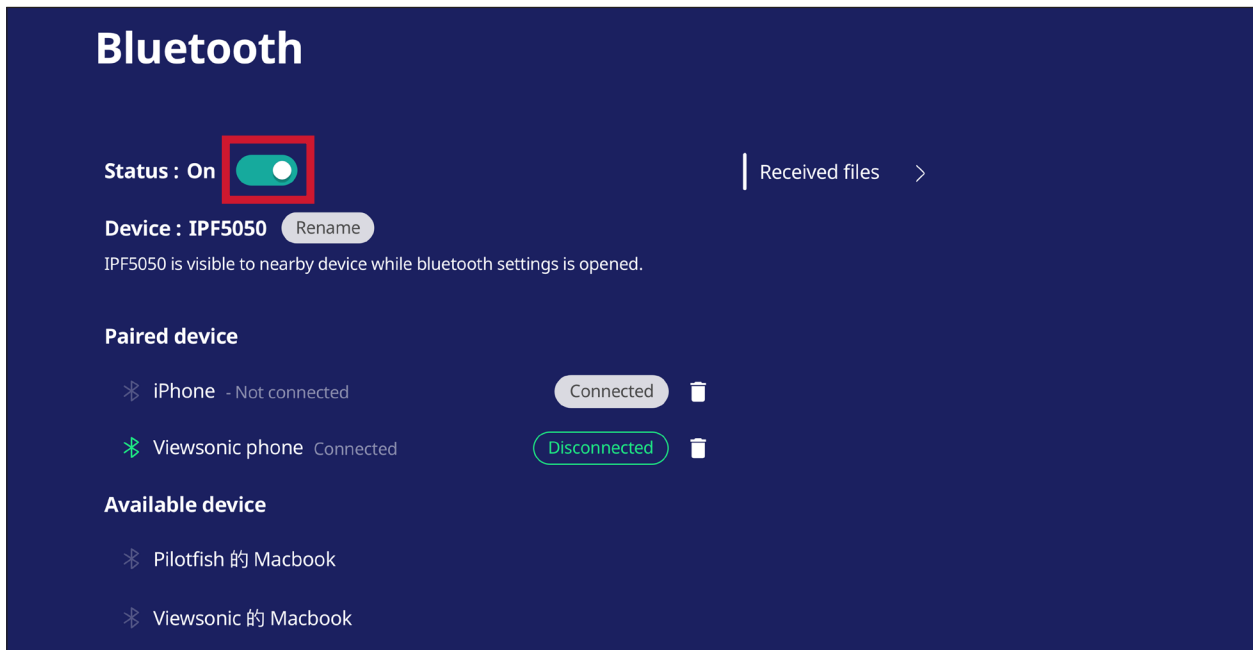 Bluetooth
Status : On
Received files
Device : IPF5050 Rename
IPF5050 is visible to nearby device while bluetooth settings is opened.
Paired device
iPhone - Not connected Connected
Viewsonic phone Connected Disconnected
Available device
Pilotfish 的 Macbook
Viewsonic 的 Macbook